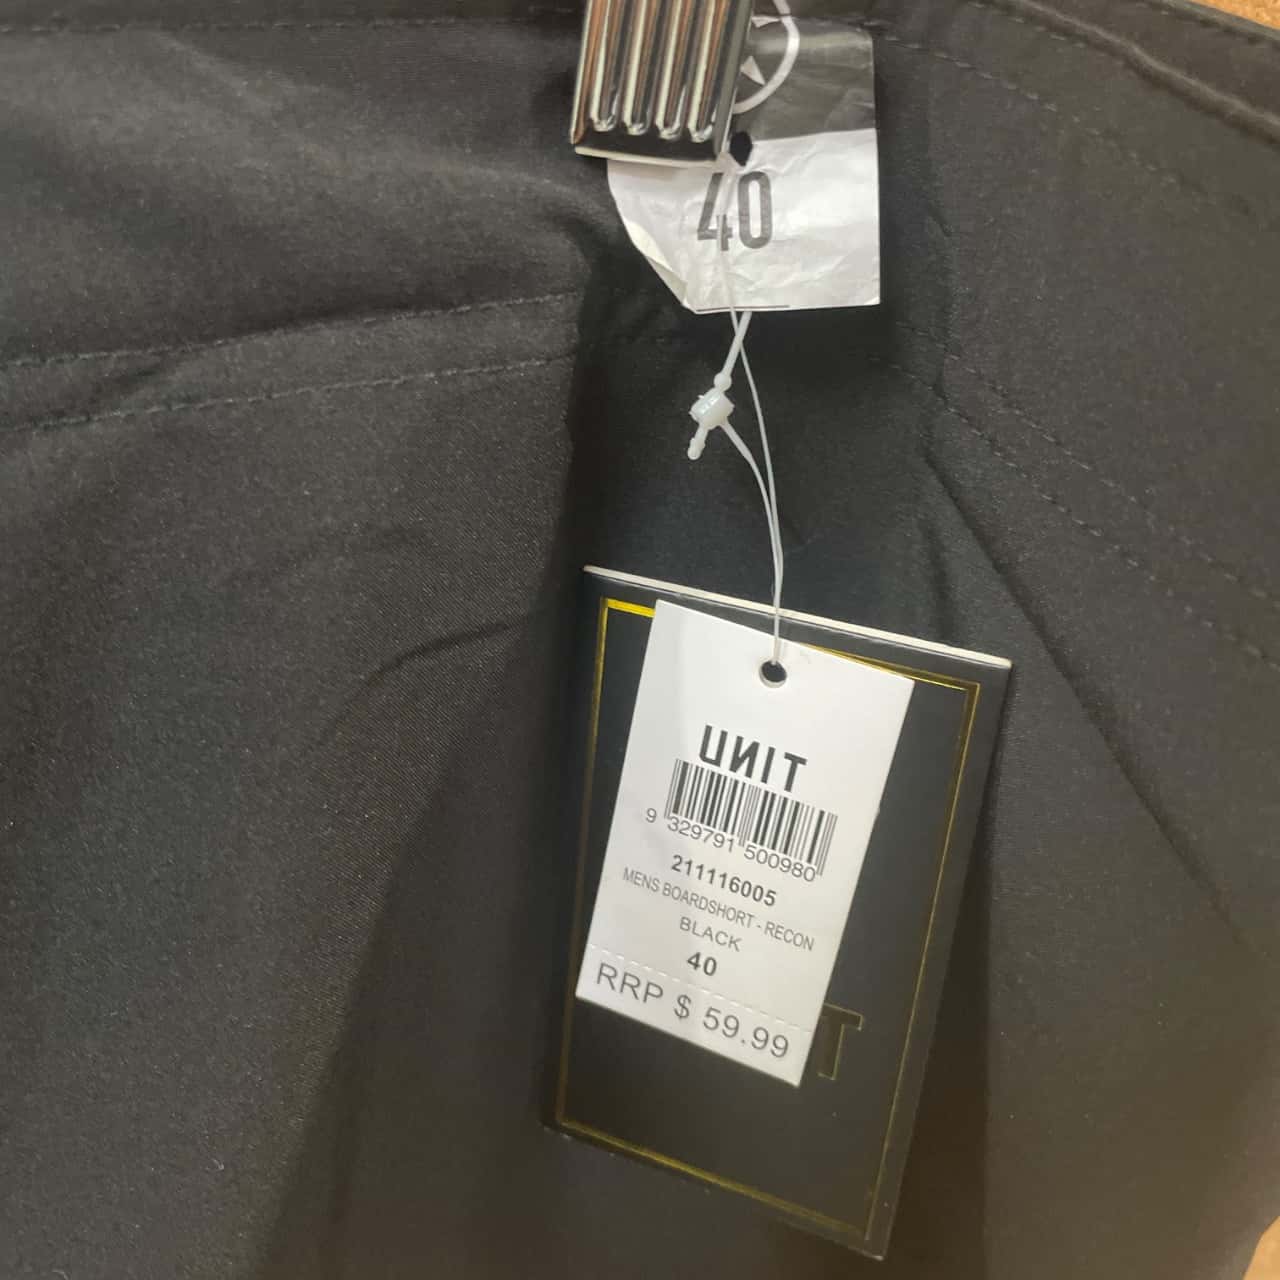 40
UNIT
9 329791 500980
211116005
MENS BOARDSHORT - RECON
BLACK
40
RRP $ 59.99
T